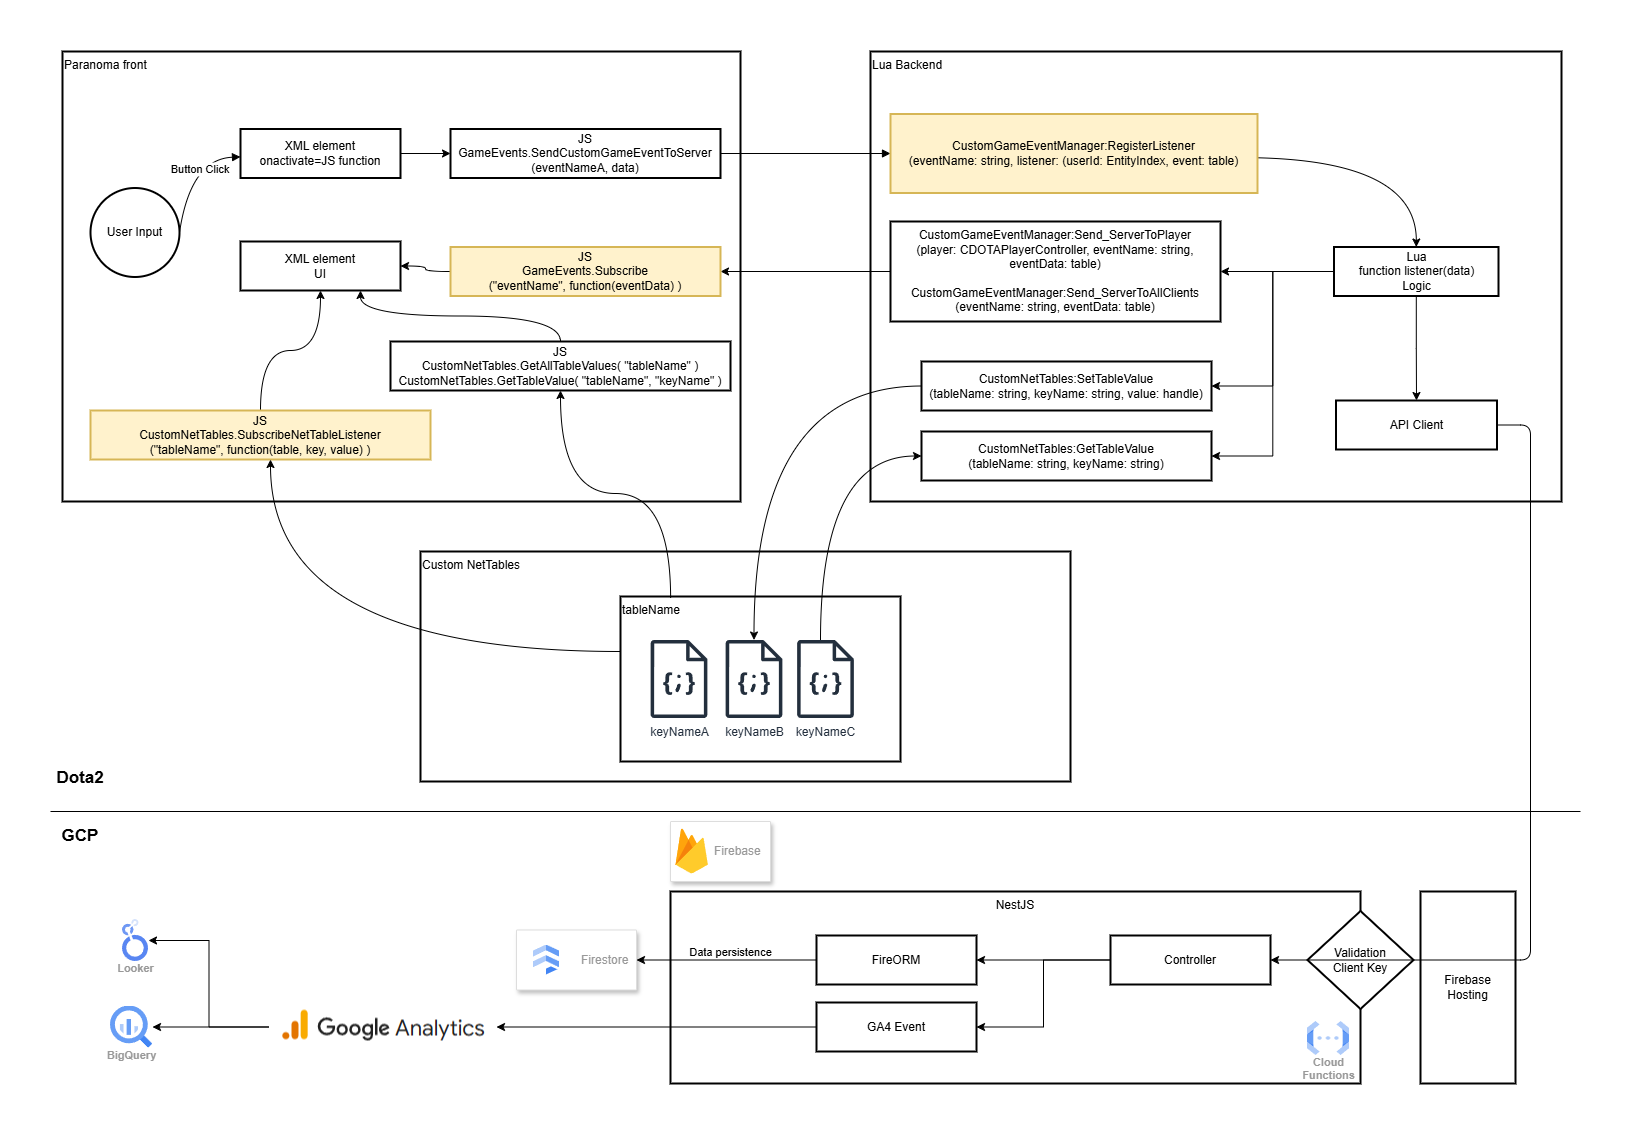 Paranoma front
Button Click
User Input
XML element
onactivate=JS function
JS
GameEvents.SendCustomGameEventToServer
(eventNameA, data)
XML element
UI
JS
GameEvents.Subscribe
("eventName", function(eventData) )
JS
CustomNetTables.GetAllTableValues( "tableName" )
CustomNetTables.GetTableValue( "tableName", "keyName" )
JS
CustomNetTables.SubscribeNetTableListener
("tableName", function(table, key, value) )
Lua Backend
CustomGameEventManager:RegisterListener
(eventName: string, listener: (userId: EntityIndex, event: table)
CustomGameEventManager:Send_ServerToPlayer
(player: CDOTAPlayerController, eventName: string,
eventData: table)
CustomGameEventManager:Send_ServerToAllClients
(eventName: string, eventData: table)
Lua
function listener(data)
Logic
CustomNetTables:SetTableValue
(tableName: string, keyName: string, value: handle)
CustomNetTables:GetTableValue
(tableName: string, keyName: string)
API Client
Custom NetTables
tableName
{;}
{;}
{;}
keyNameA
keyNameB
keyNameC
Dota2
GCP
Firebase
NestJS
Looker
BigQuery
Google Analytics
Firestore
Data persistence
FireORM
GA4 Event
Controller
Validation
Client Key
Cloud
Functions
Firebase
Hosting